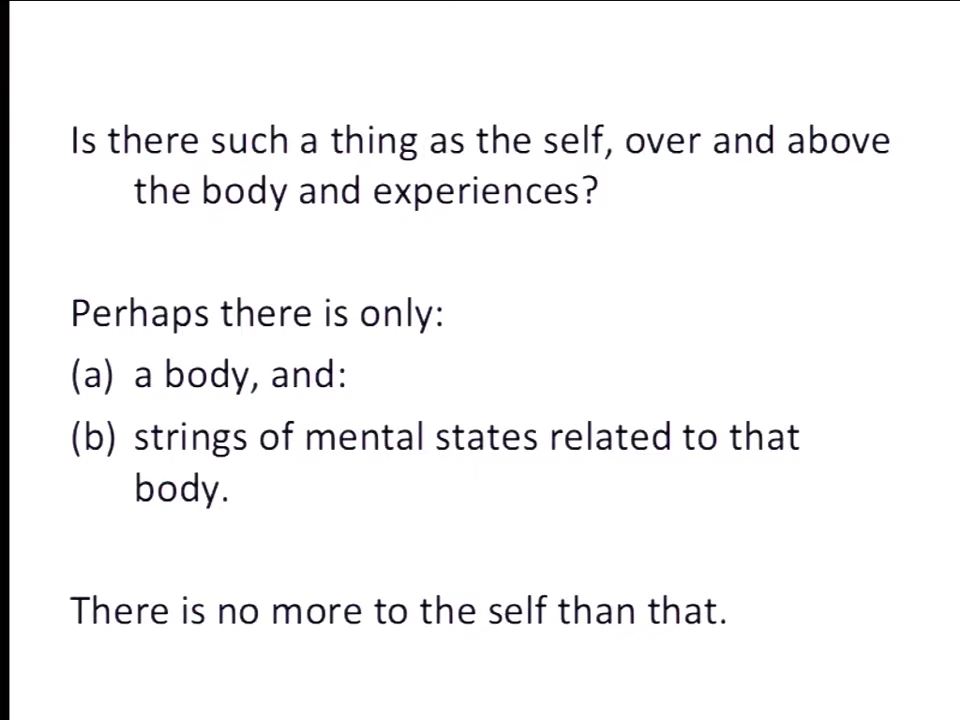 Is there such a thing as the self, over and above
the body and experiences?
Perhaps there is only:
(a) a body, and:
(b) strings of mental states related to that
body.
There is no more to the self than that.